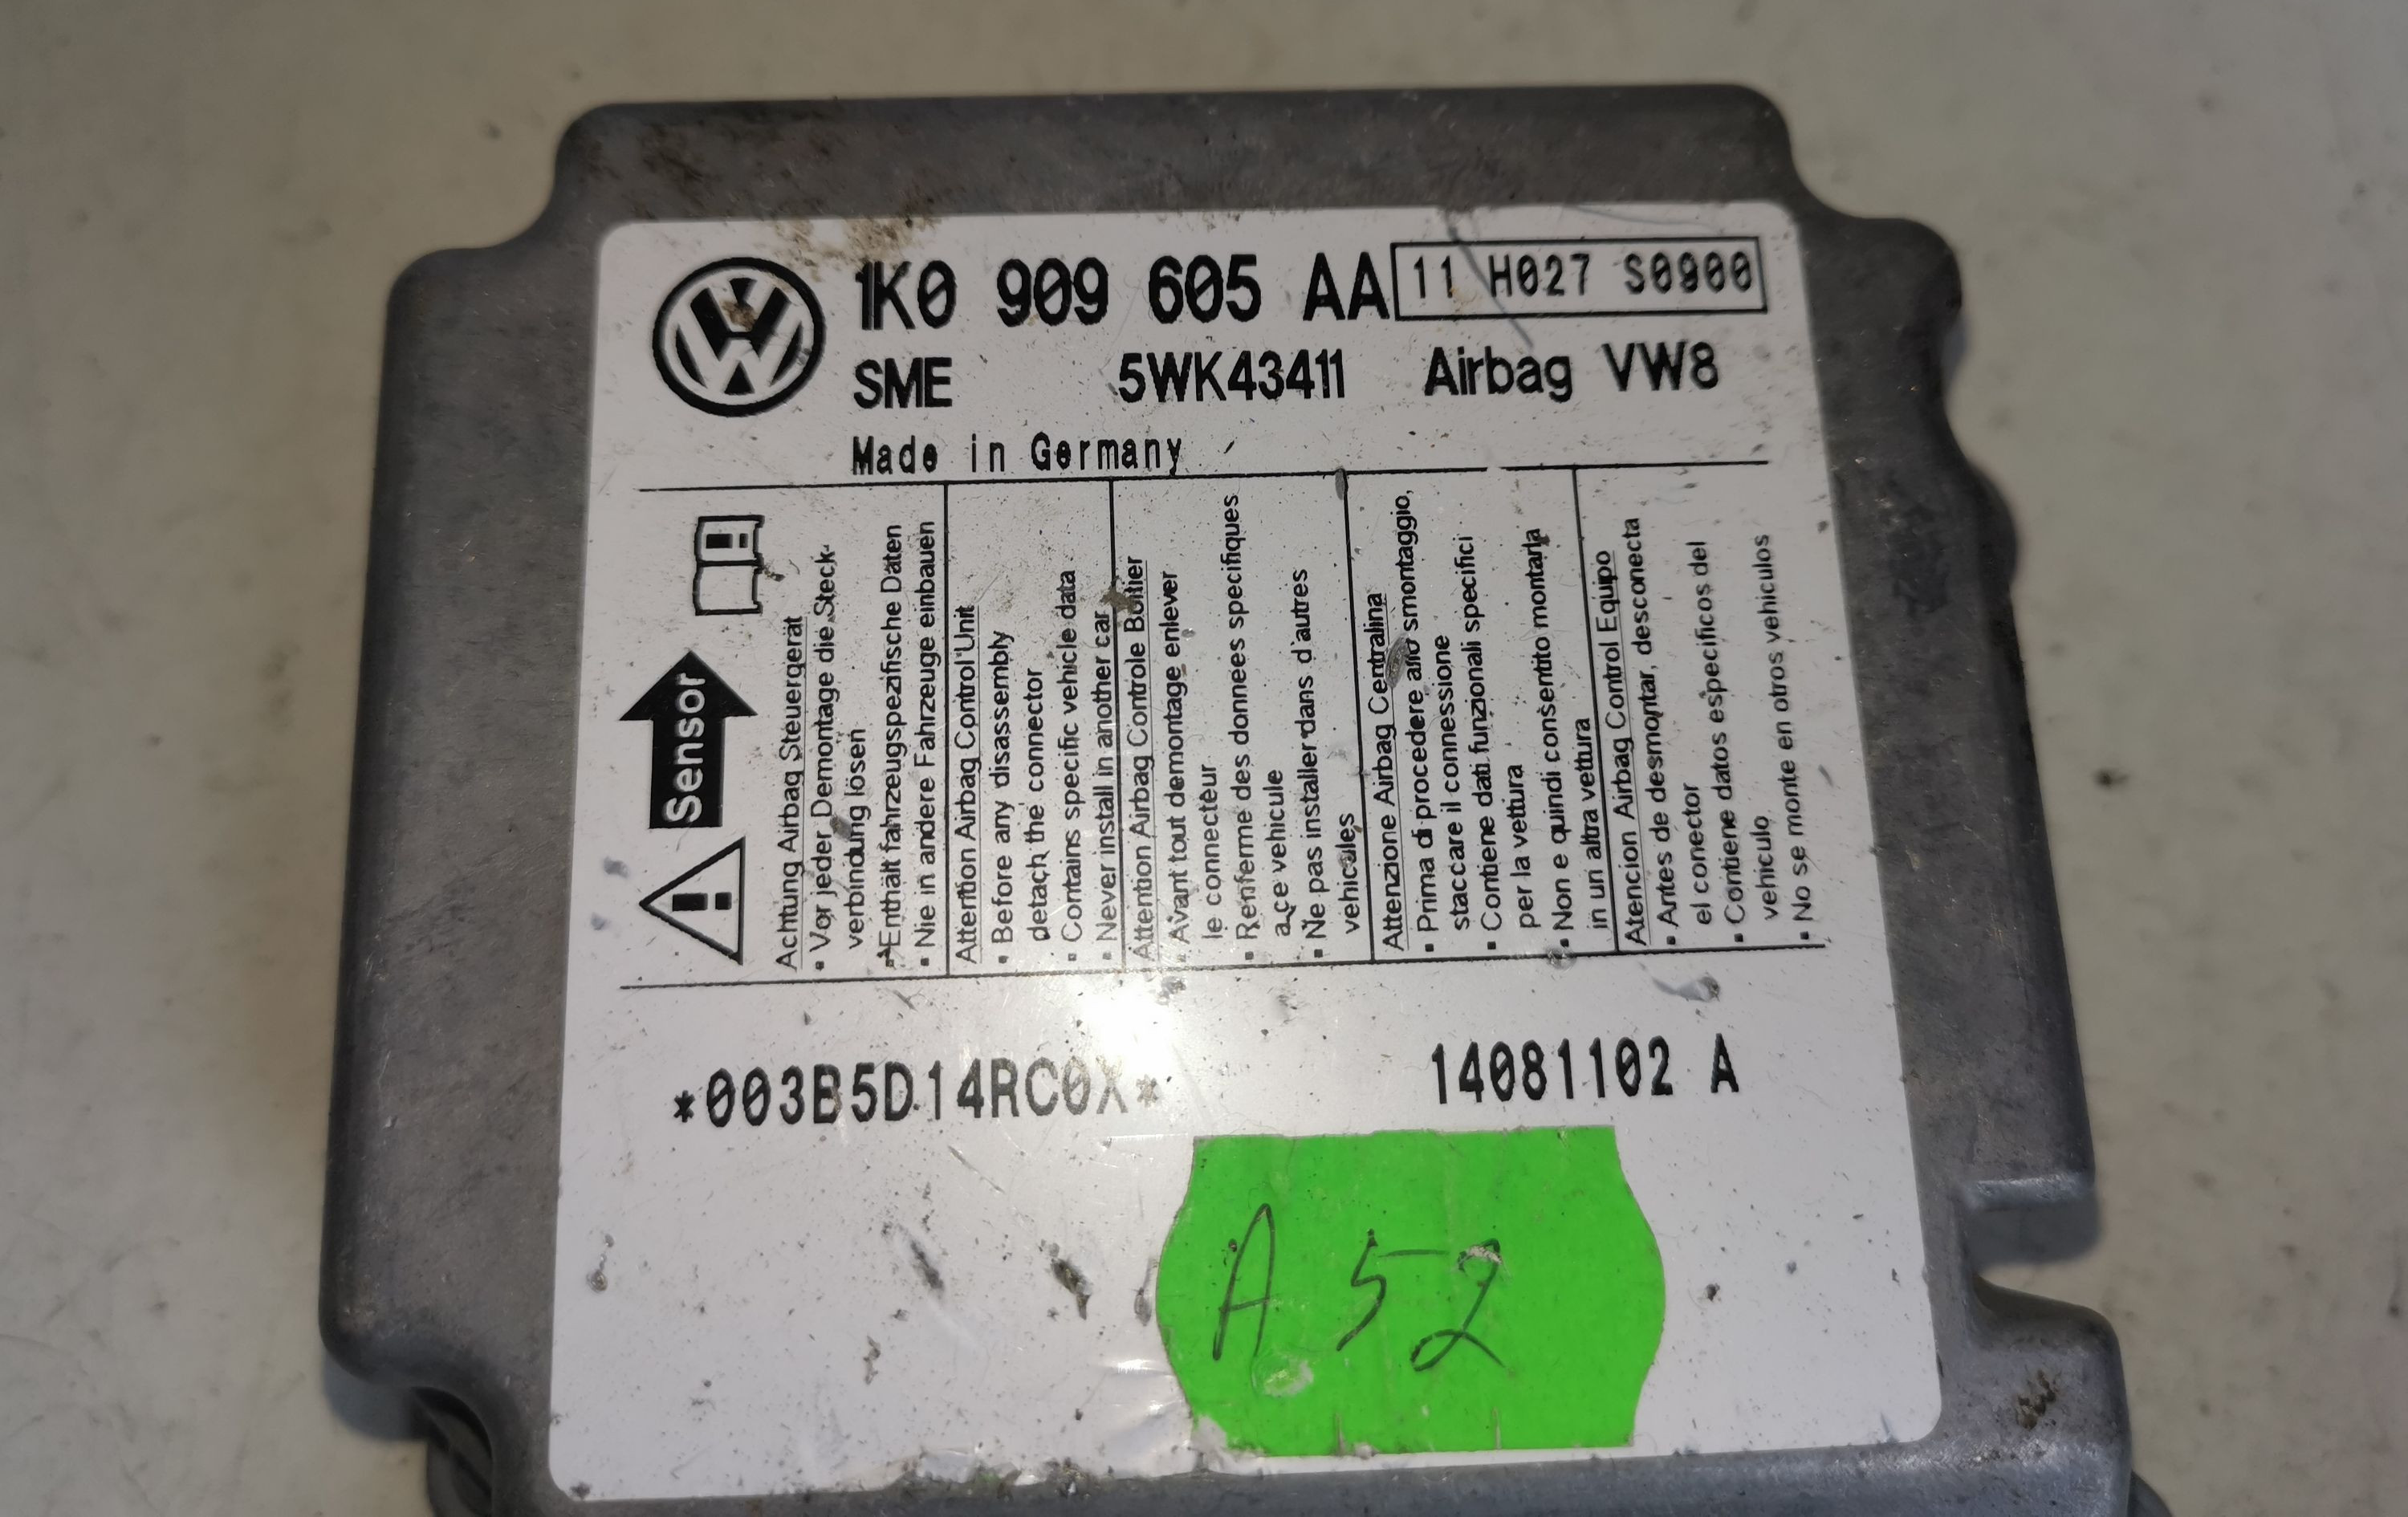 1K0 909 605 AA 11 H027 S0900
SME 5WK43411 Airbag VW8
Made in Germany
Sensor
Achtung Airbag Steuergerät
• Vor jeder Demontage die Steck-
verbindung lösen
• Enthält fahrzeugspezifische Daten
• Nie in andere Fahrzeuge einbauen
Attention Airbag Control Unit
• Before any disassembly
detach the connector
• Contains specific vehicle data
• Never install in another car
Attention Airbag Controle Boitier
• Avant tout demontage enlever
le connecteur
• Renferme des donnees specifiques
a ce vehicule
• Ne pas installer dans d'autres
vehicules
Attenzione Airbag Centralina
• Prima di procedere allo smontaggio,
staccare il connessione
• Contiene dati funzionali specifici
per la vettura
• Non e quindi consentito montarla
in un altra vettura
Atencion Airbag Control Equipo
• Antes de desmontar, desconecta
el conector
• Contiene datos especificos del
vehiculo
• No se monte en otros vehiculos
*003B5D14RC0X* 14081102 A
A 52